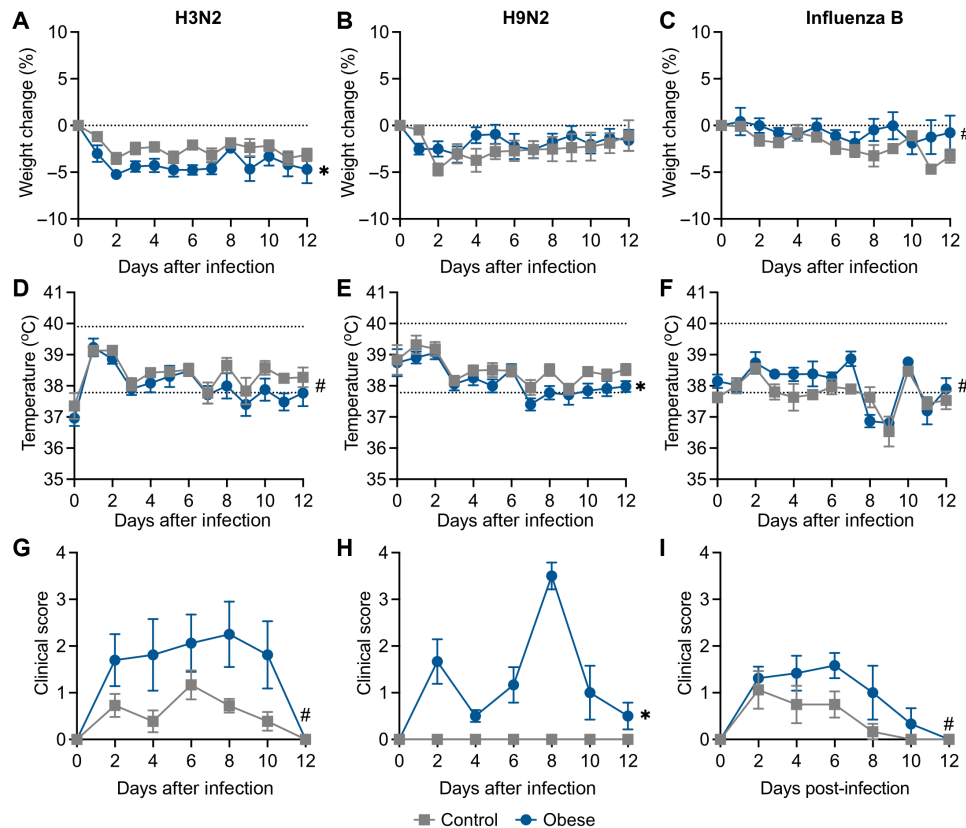 A H3N2
B H9N2
C Influenza B
Weight change (%)
10
5
0
−5
−10
*
0 2 4 6 8 10 12
Days after infection
Weight change (%)
10
5
0
−5
−10
0 2 4 6 8 10 12
Days after infection
Weight change (%)
10
5
0
−5
−10
#
0 2 4 6 8 10 12
Days after infection
D
Temperature (ºC)
41
40
39
38
37
36
35
#
0 2 4 6 8 10 12
Days after infection
E
Temperature (ºC)
41
40
39
38
37
36
35
*
0 2 4 6 8 10 12
Days after infection
F
Temperature (ºC)
41
40
39
38
37
36
35
#
0 2 4 6 8 10 12
Days after infection
G
Clinical score
4
3
2
1
0
#
0 2 4 6 8 10 12
Days after infection
H
Clinical score
4
3
2
1
0
*
0 2 4 6 8 10 12
Days after infection
I
Clinical score
4
3
2
1
0
#
0 2 4 6 8 10 12
Days post-infection
Control Obese